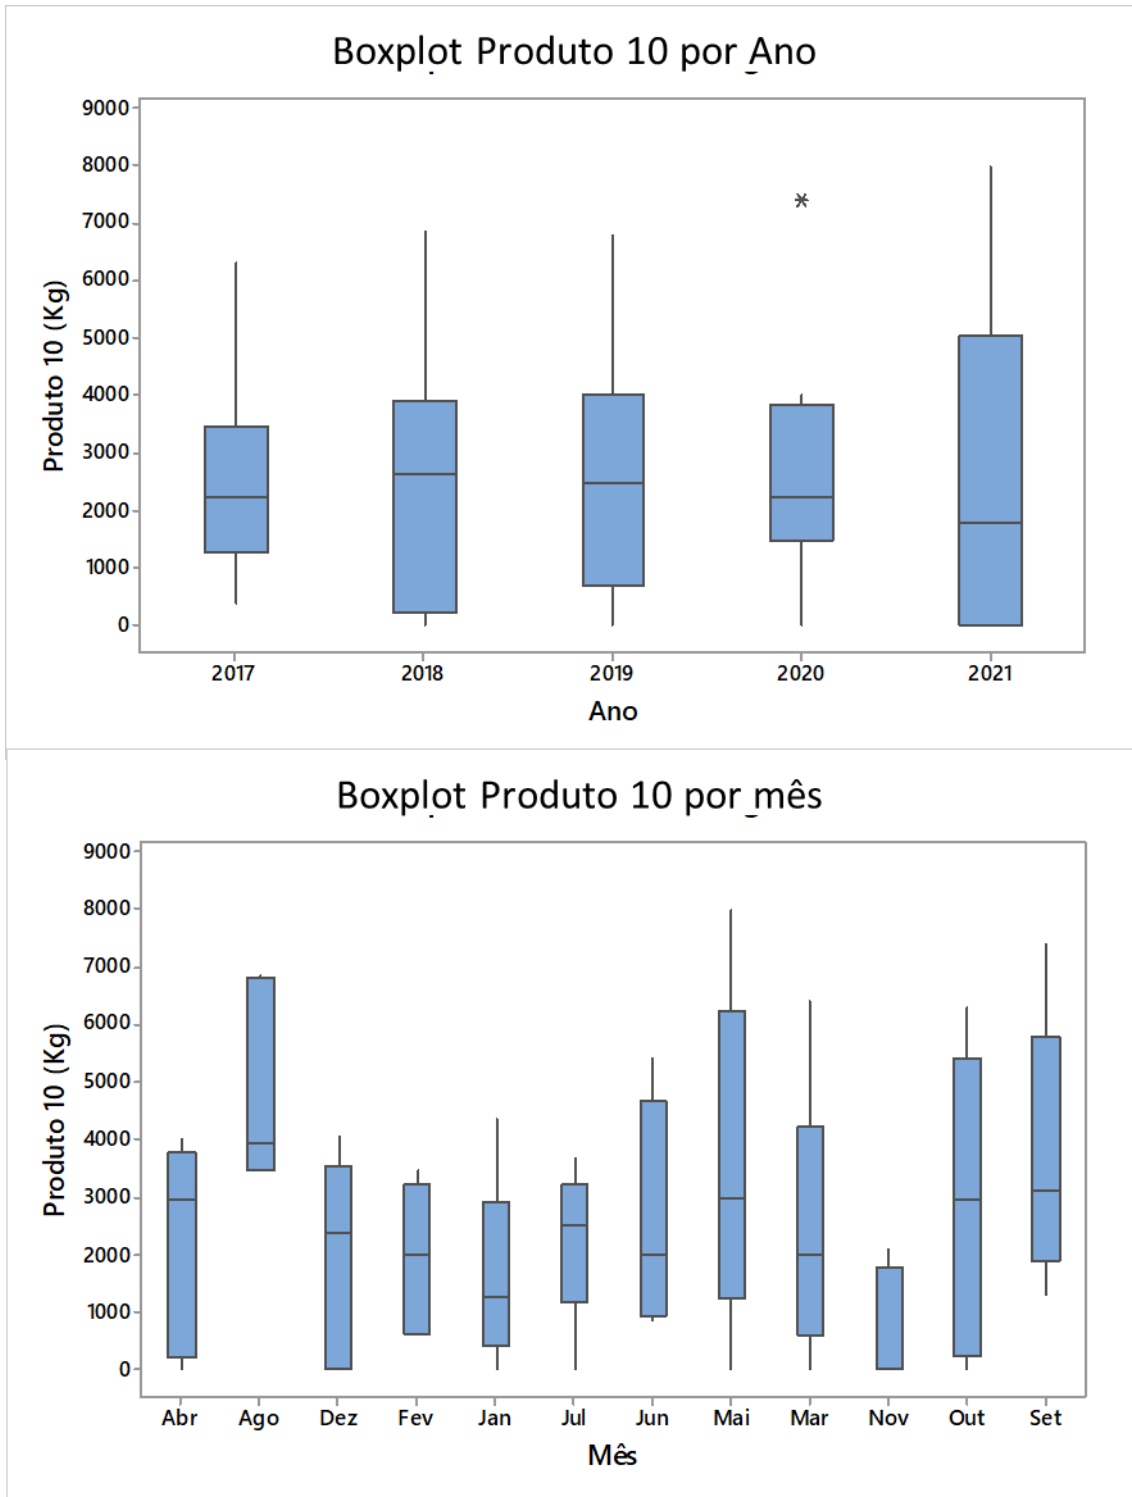 Boxplot Produto 10 por Ano
9000
8000
7000
6000
5000
4000
3000
2000
1000
0
Produto 10 (Kg)
2017 2018 2019 2020 2021
Ano
Boxplot Produto 10 por mês
9000
8000
7000
6000
5000
4000
3000
2000
1000
0
Produto 10 (Kg)
Abr Ago Dez Fev Jan Jul Jun Mai Mar Nov Out Set
Mês